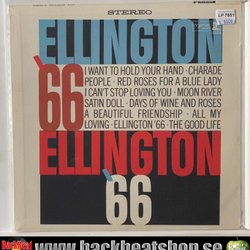 STEREO
LP 7851
ELLINGTON
'66
I WANT TO HOLD YOUR HAND · CHARADE
PEOPLE · RED ROSES FOR A BLUE LADY
I CAN'T STOP LOVING YOU · MOON RIVER
SATIN DOLL · DAYS OF WINE AND ROSES
A BEAUTIFUL FRIENDSHIP · ALL MY
LOVING · ELLINGTON '66 · THE GOOD LIFE
ELLINGTON
'66
www.backbeatshop.se